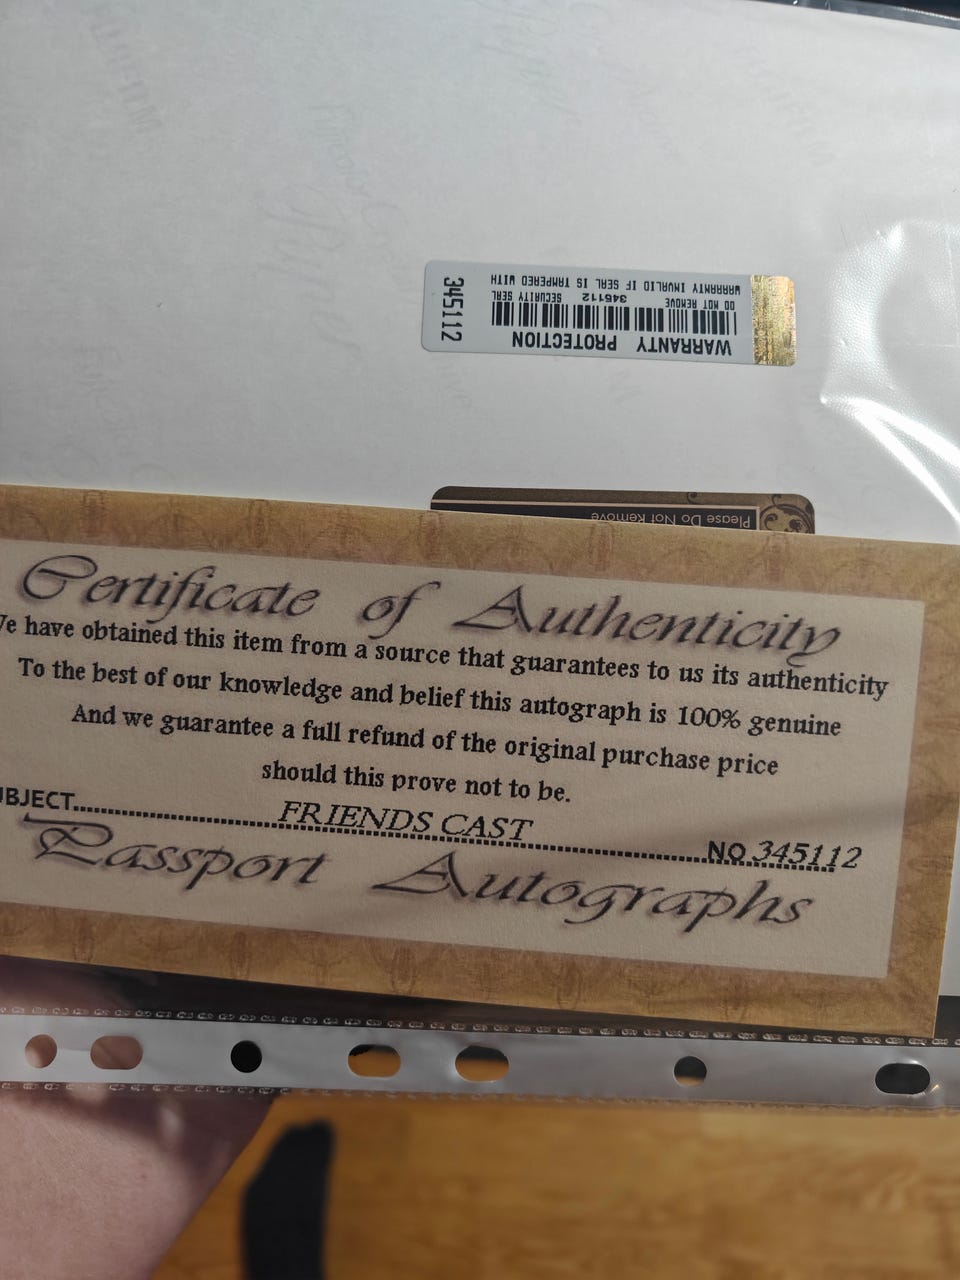 WARRANTY PROTECTION
DO NOT REMOVE 345112 SECURITY SEAL
WARRANTY INVALID IF SEAL IS TAMPERED WITH
345112
Please Do Not Remove
Certificate of Authenticity
We have obtained this item from a source that guarantees to us its authenticity
To the best of our knowledge and belief this autograph is 100% genuine
And we guarantee a full refund of the original purchase price
should this prove not to be.
UBJECT FRIENDS CAST NO 345112
Passport Autographs